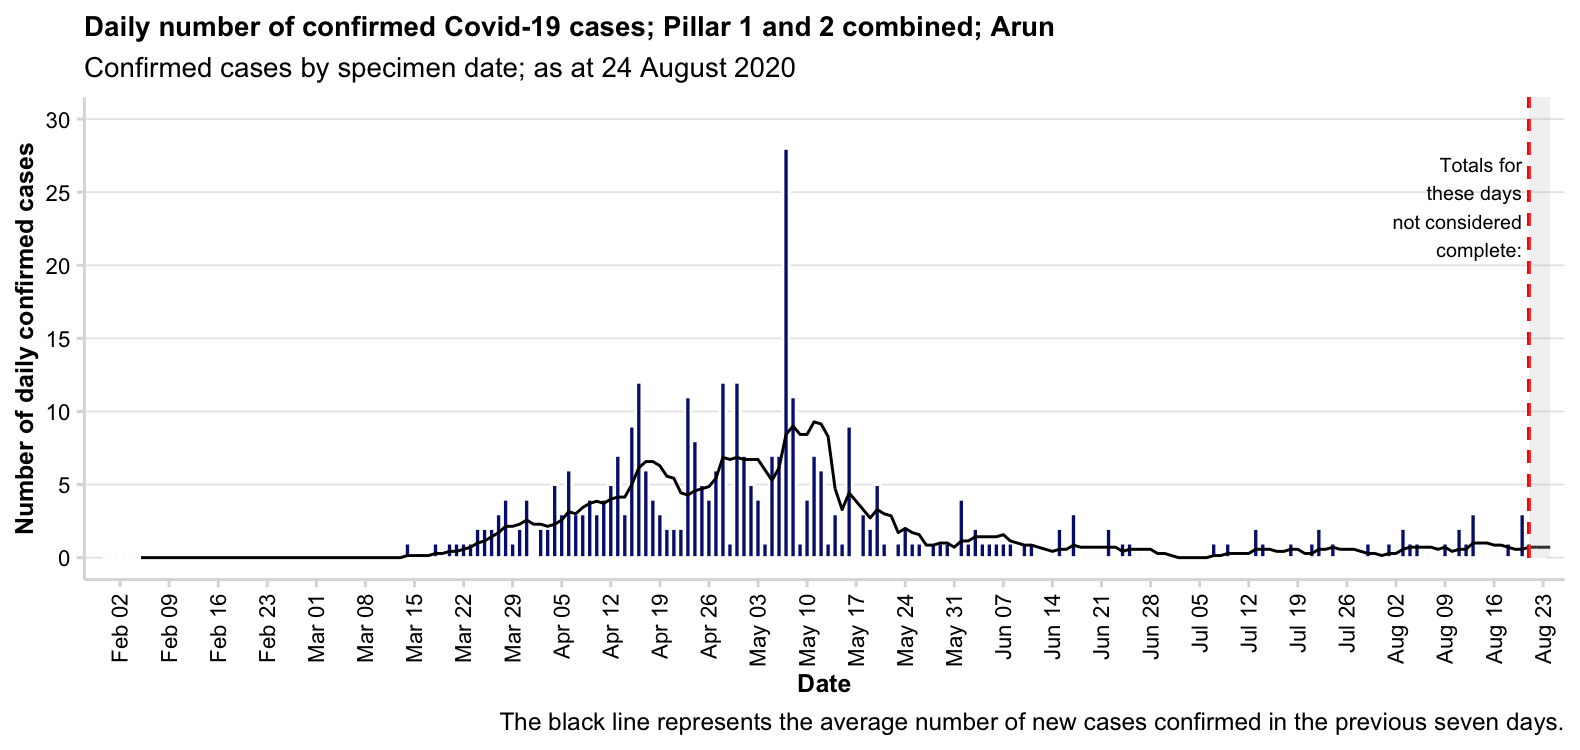 Daily number of confirmed Covid-19 cases; Pillar 1 and 2 combined; Arun
Confirmed cases by specimen date; as at 24 August 2020
Number of daily confirmed cases
30
25
20
15
10
5
0
Totals for
these days
not considered
complete:
Feb 02
Feb 09
Feb 16
Feb 23
Mar 01
Mar 08
Mar 15
Mar 22
Mar 29
Apr 05
Apr 12
Apr 19
Apr 26
May 03
May 10
May 17
May 24
May 31
Jun 07
Jun 14
Jun 21
Jun 28
Jul 05
Jul 12
Jul 19
Jul 26
Aug 02
Aug 09
Aug 16
Aug 23
Date
The black line represents the average number of new cases confirmed in the previous seven days.